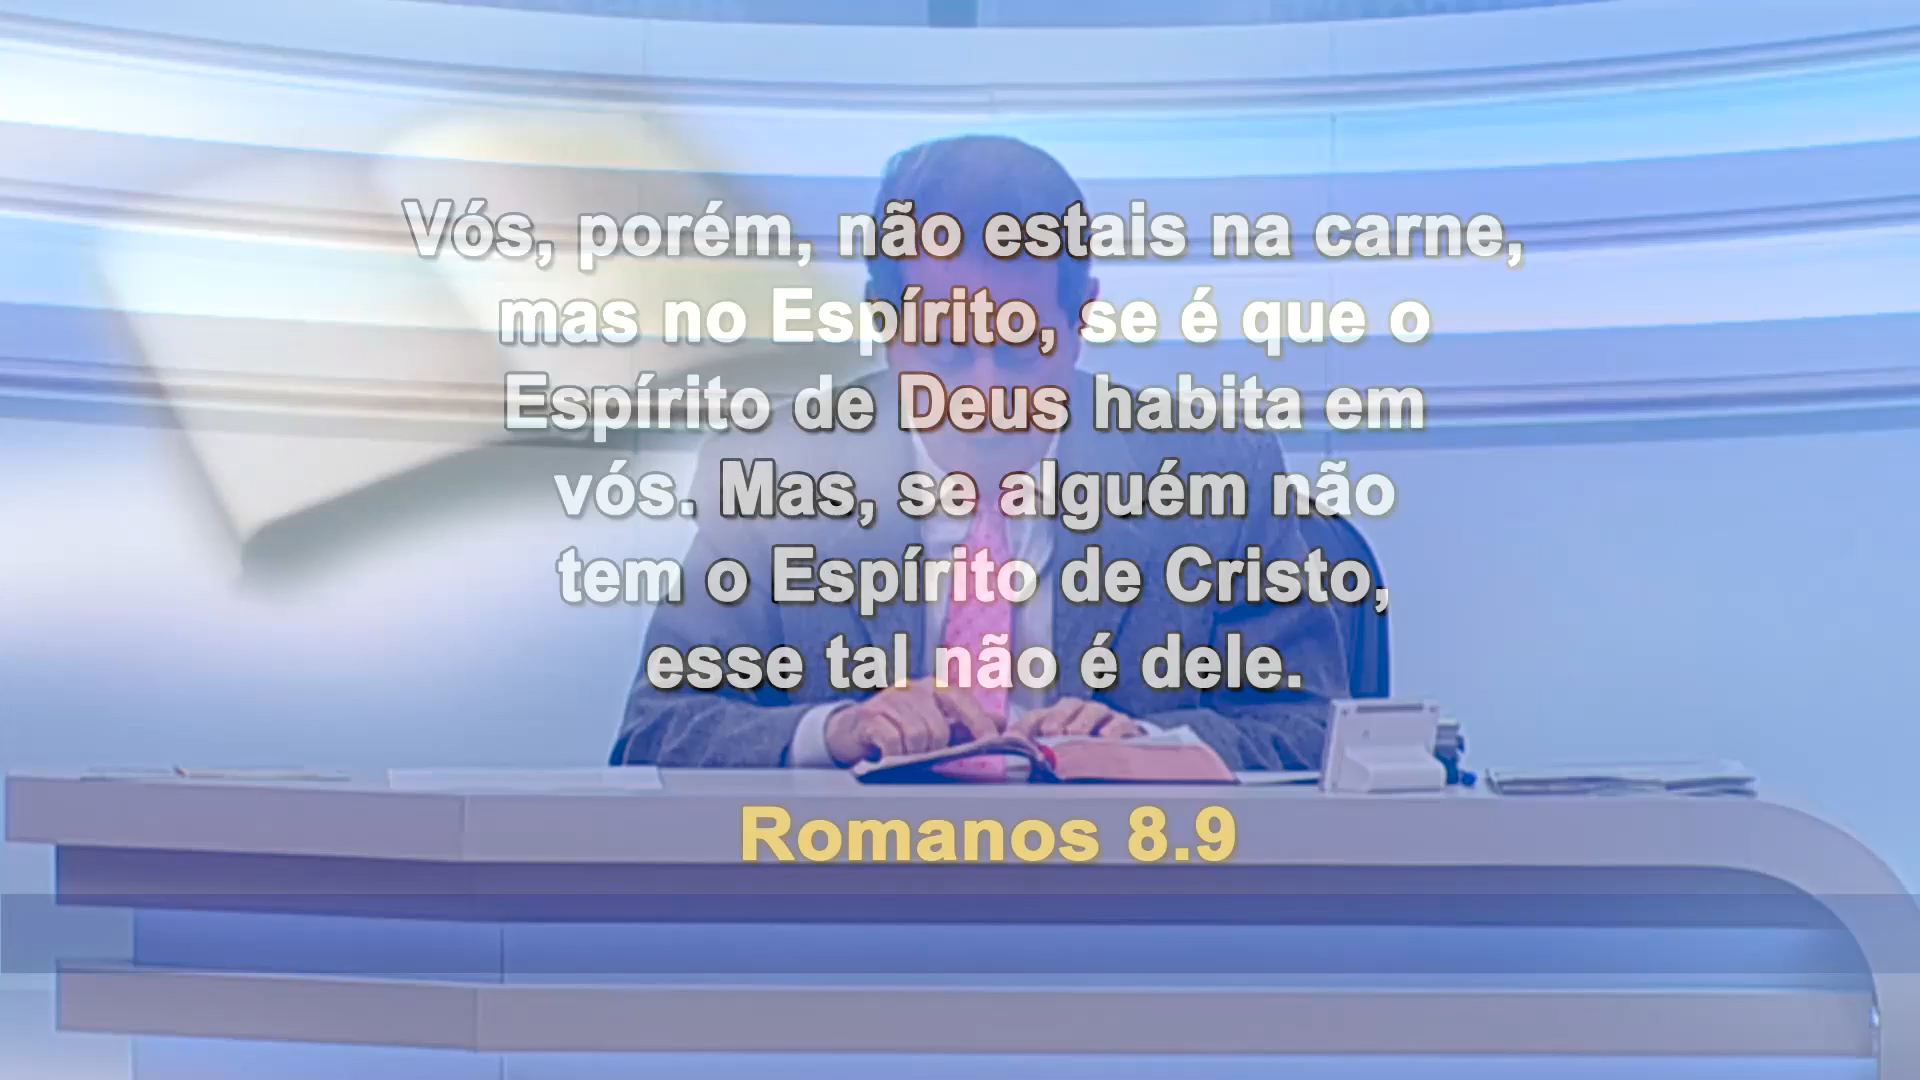 Vós, porém, não estais na carne,
mas no Espírito, se é que o
Espírito de Deus habita em
vós. Mas, se alguém não
tem o Espírito de Cristo,
esse tal não é dele.
Romanos 8.9